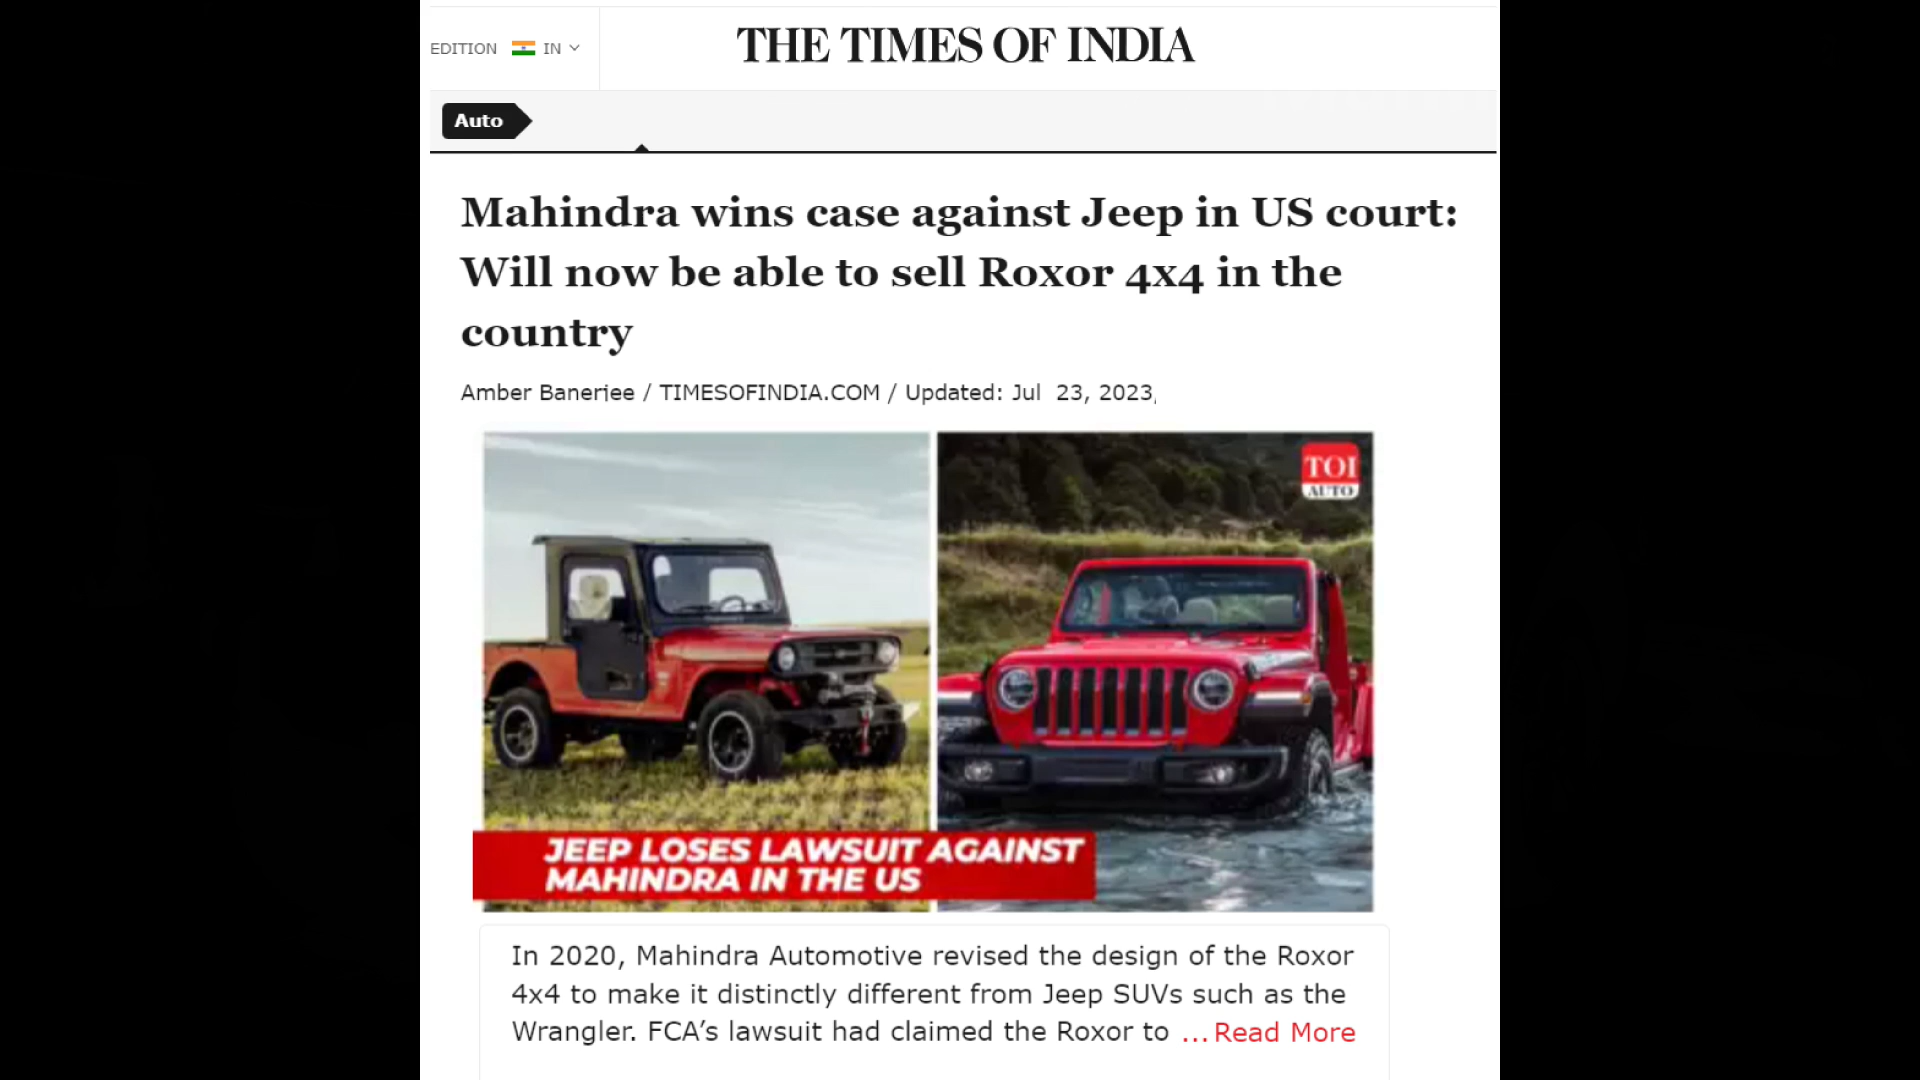 EDITION IN
THE TIMES OF INDIA
Auto
Mahindra wins case against Jeep in US court:
Will now be able to sell Roxor 4x4 in the
country
Amber Banerjee / TIMESOFINDIA.COM / Updated: Jul 23, 2023,
TOI
AUTO
JEEP LOSES LAWSUIT AGAINST
MAHINDRA IN THE US
In 2020, Mahindra Automotive revised the design of the Roxor
4x4 to make it distinctly different from Jeep SUVs such as the
Wrangler. FCA’s lawsuit had claimed the Roxor to ... Read More